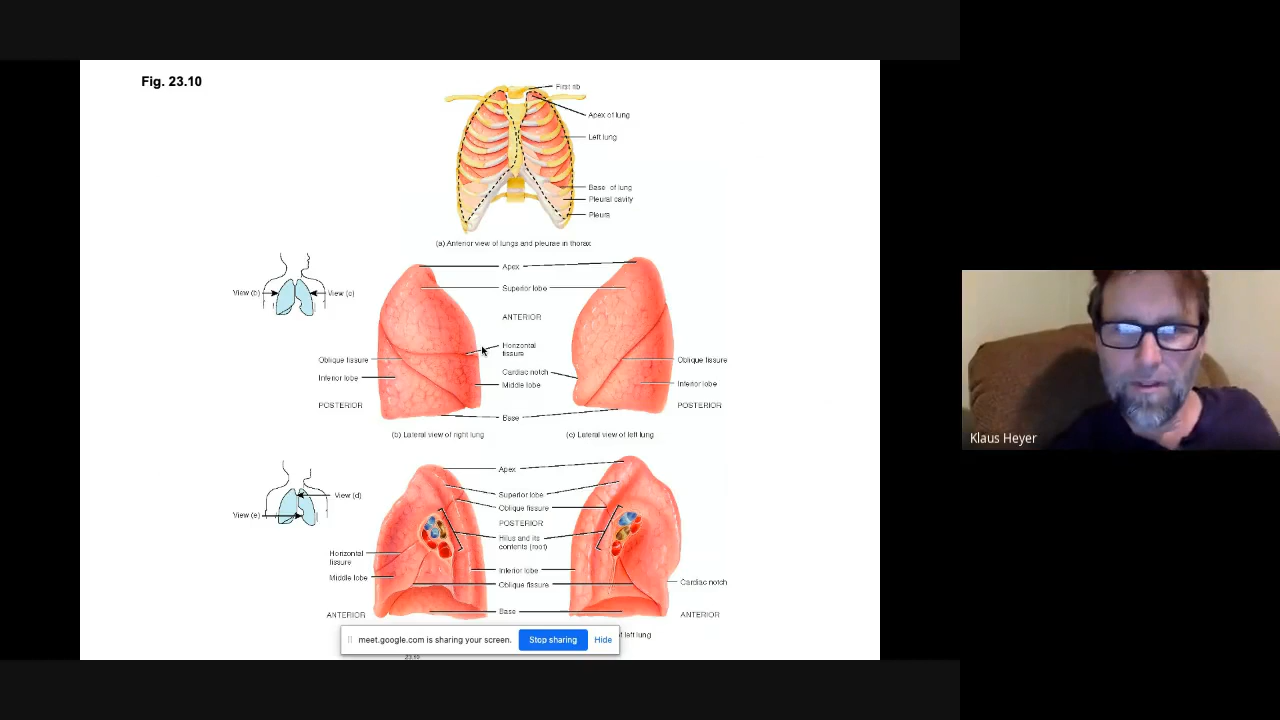 Fig. 23.10
First rib
Apex of lung
Left lung
Base of lung
Pleural cavity
Pleura
(a) Anterior view of lungs and pleurae in thorax
View (b)
View (c)
Apex
Superior lobe
ANTERIOR
Horizontal
fissure
Oblique fissure
Oblique fissure
Cardiac notch
Inferior lobe
Middle lobe
Inferior lobe
POSTERIOR
POSTERIOR
Base
(b) Lateral view of right lung
(c) Lateral view of left lung
Klaus Heyer
View (d)
View (e)
Apex
Superior lobe
Oblique fissure
POSTERIOR
Hilus and its
contents (root)
Horizontal
fissure
Inferior lobe
Middle lobe
Oblique fissure
Cardiac notch
Base
ANTERIOR
ANTERIOR
of left lung
meet.google.com is sharing your screen.
Stop sharing
Hide
23.10